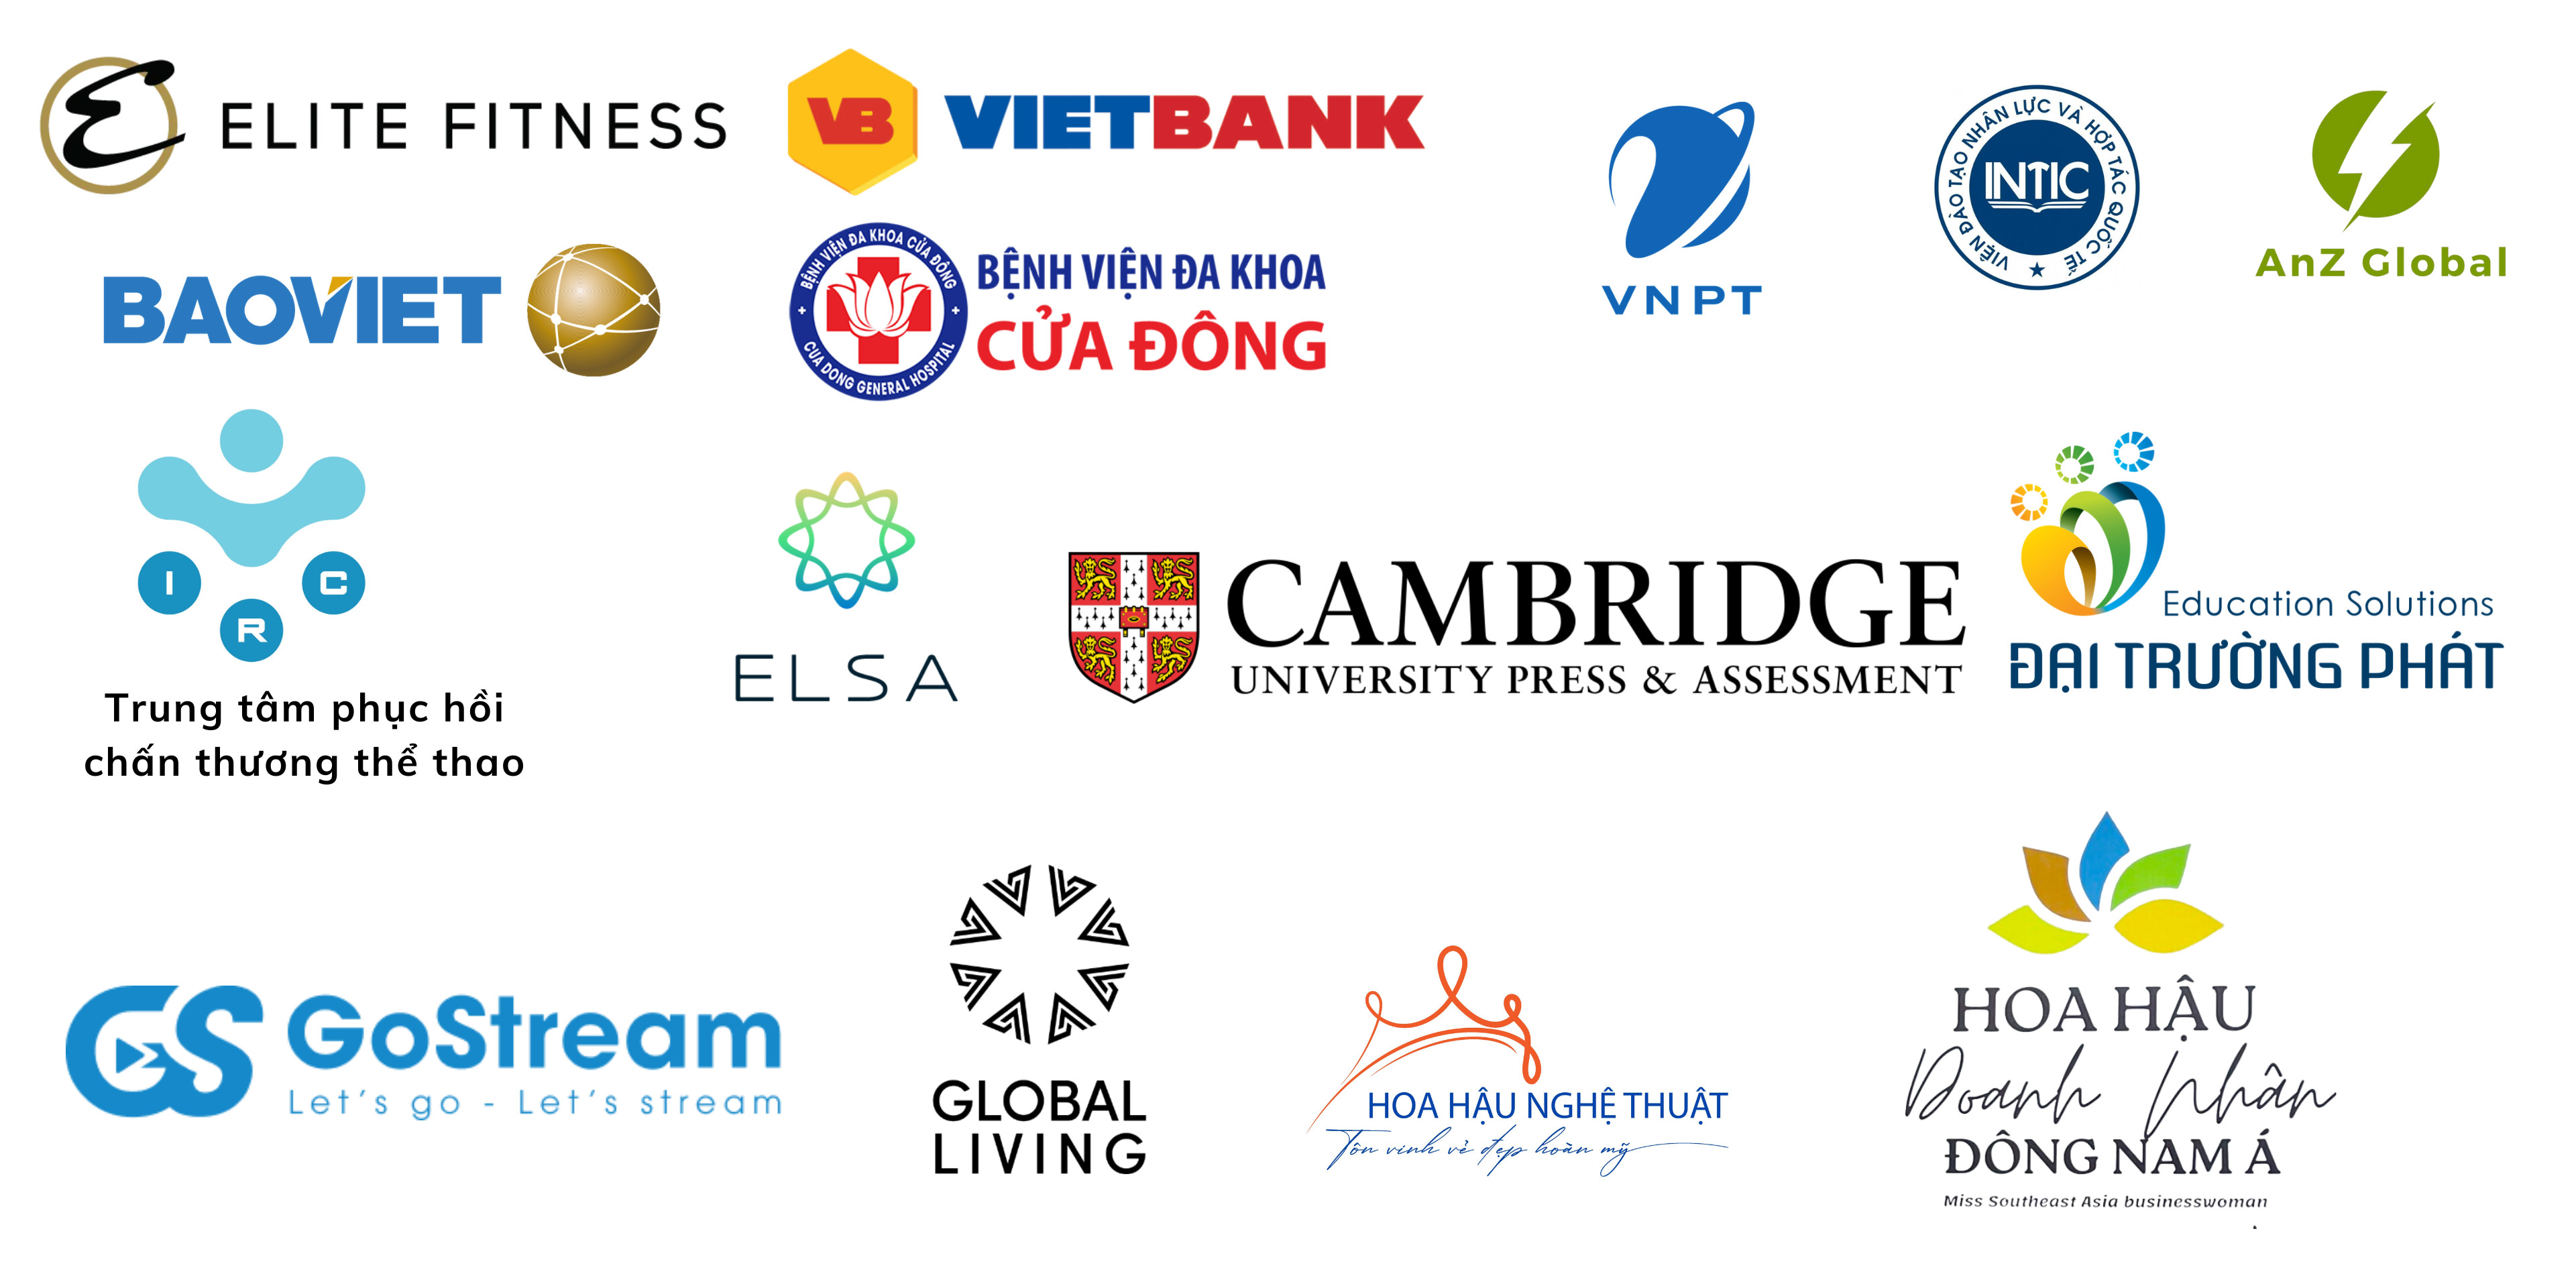 ELITE FITNESS
VB
VIETBANK
VNPT
VIỆN ĐÀO TẠO NHÂN LỰC VÀ HỢP TÁC QUỐC TẾ
INTIC
AnZ Global
BAOVIET
BỆNH VIỆN ĐA KHOA CỬA ĐÔNG
CUA DONG GENERAL HOSPITAL
BỆNH VIỆN ĐA KHOA
CỬA ĐÔNG
I R C
Trung tâm phục hồi
chấn thương thể thao
ELSA
CAMBRIDGE
UNIVERSITY PRESS & ASSESSMENT
Education Solutions
ĐẠI TRƯỜNG PHÁT
GS
GoStream
Let's go - Let's stream
GLOBAL
LIVING
HOA HẬU NGHỆ THUẬT
Tôn vinh vẻ đẹp hoàn mỹ
HOA HẬU
Doanh Nhân
ĐÔNG NAM Á
Miss Southeast Asia businesswoman